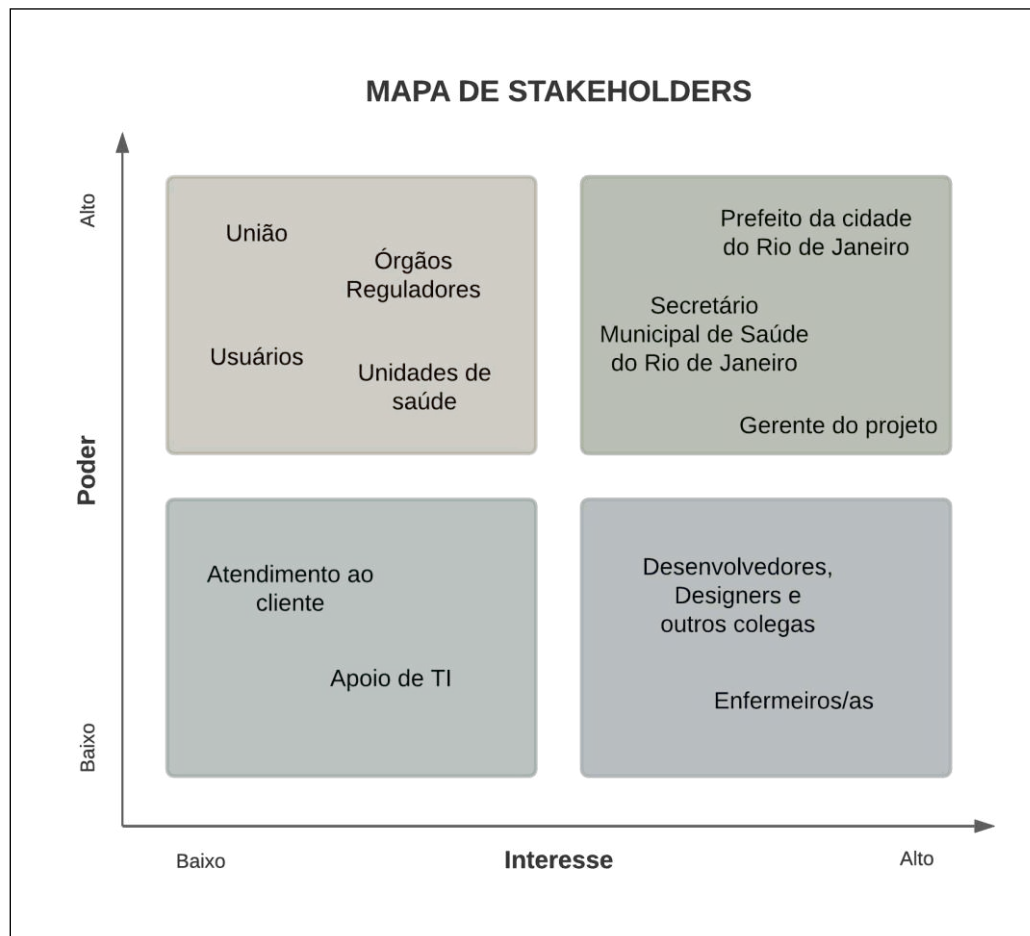 MAPA DE STAKEHOLDERS
Alto
União
Órgãos
Reguladores
Usuários
Unidades de
saúde
Prefeito da cidade
do Rio de Janeiro
Secretário
Municipal de Saúde
do Rio de Janeiro
Gerente do projeto
Poder
Atendimento ao
cliente
Apoio de TI
Desenvolvedores,
Designers e
outros colegas
Enfermeiros/as
Baixo
Baixo
Interesse
Alto